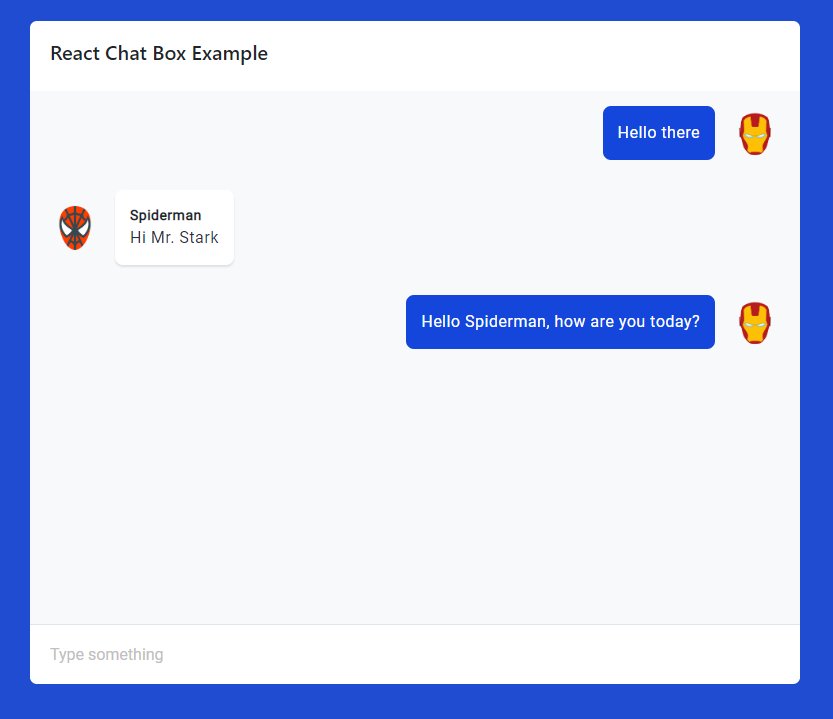 React Chat Box Example
Hello there
Spiderman
Hi Mr. Stark
Hello Spiderman, how are you today?
Type something